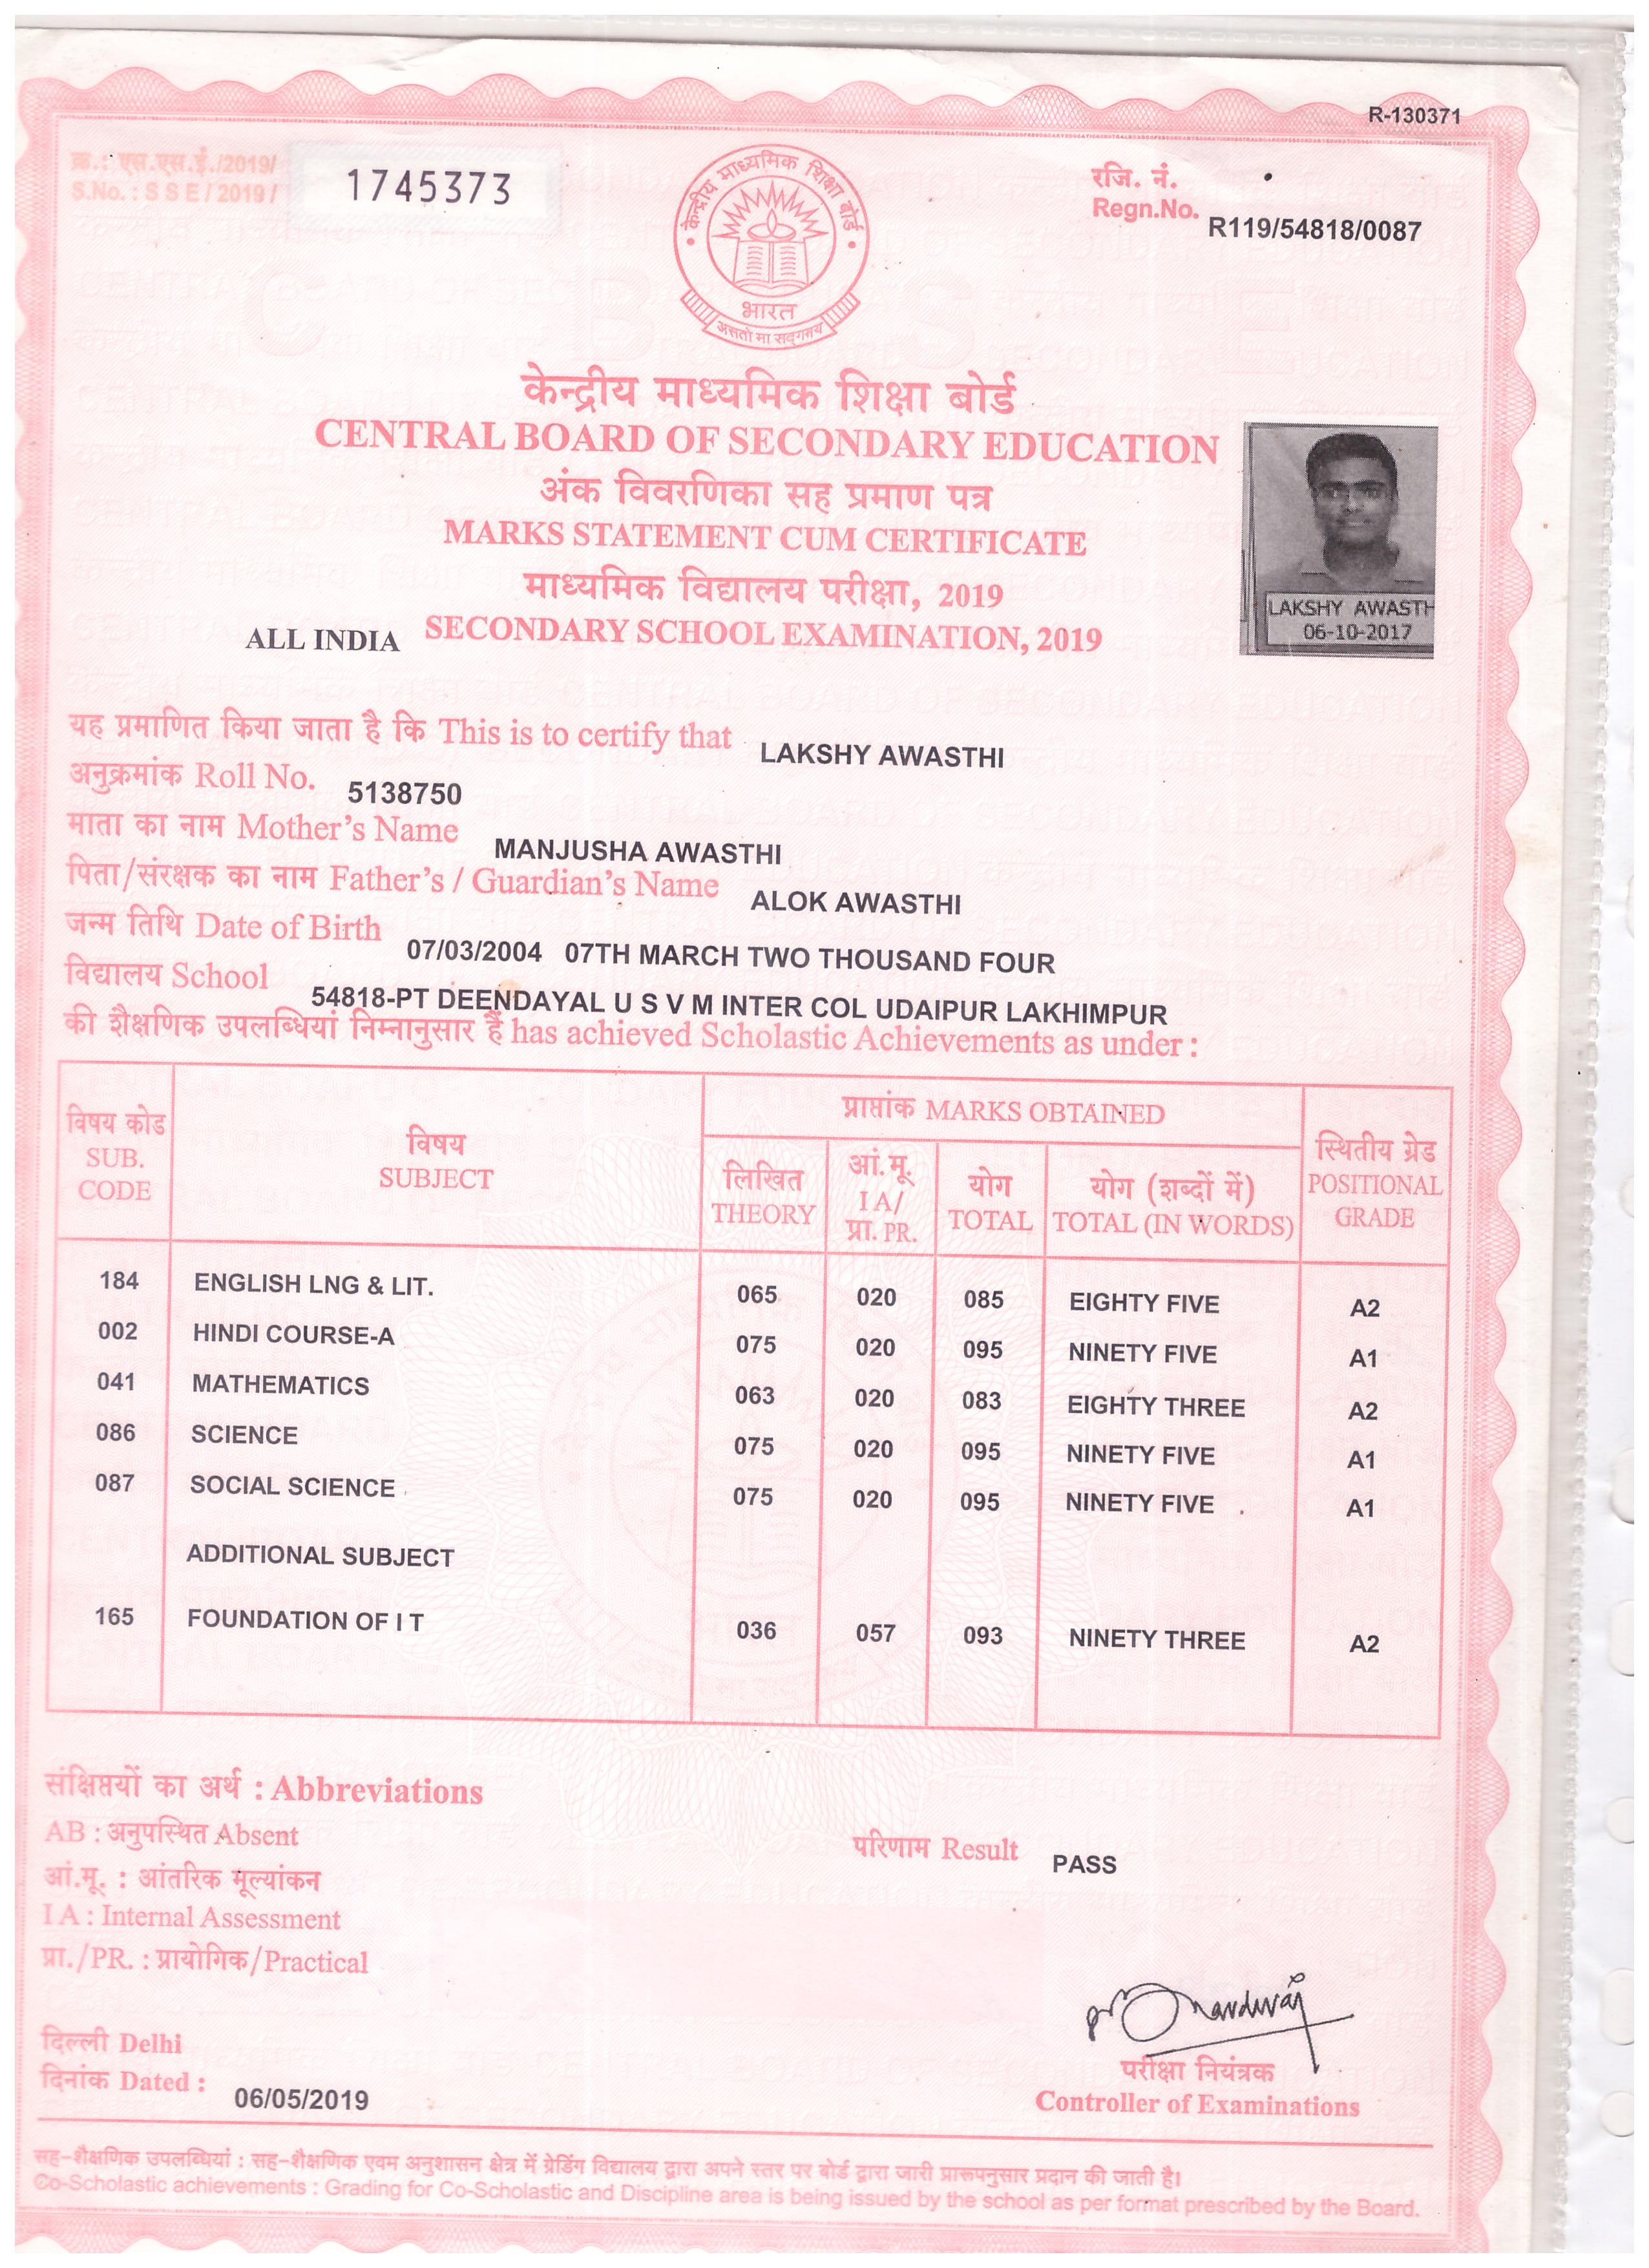 R-130371
क्र.: एस.एस.ई./2019/
S.No. : S S E / 2019 /
1745373
केन्द्रीय माध्यमिक शिक्षा बोर्ड
भारत
असतो मा सद्गमय
रजि. नं.
Regn.No. R119/54818/0087
केन्द्रीय माध्यमिक शिक्षा बोर्ड
CENTRAL BOARD OF SECONDARY EDUCATION
अंक विवरणिका सह प्रमाण पत्र
MARKS STATEMENT CUM CERTIFICATE
माध्यमिक विद्यालय परीक्षा, 2019
ALL INDIA SECONDARY SCHOOL EXAMINATION, 2019
LAKSHY AWASTH
06-10-2017
यह प्रमाणित किया जाता है कि This is to certify that LAKSHY AWASTHI
अनुक्रमांक Roll No. 5138750
माता का नाम Mother's Name MANJUSHA AWASTHI
पिता/संरक्षक का नाम Father's / Guardian's Name ALOK AWASTHI
जन्म तिथि Date of Birth 07/03/2004 07TH MARCH TWO THOUSAND FOUR
विद्यालय School 54818-PT DEENDAYAL U S V M INTER COL UDAIPUR LAKHIMPUR
की शैक्षणिक उपलब्धियां निम्नानुसार हैं has achieved Scholastic Achievements as under :
विषय कोड
SUB.
CODE
विषय
SUBJECT
प्राप्तांक MARKS OBTAINED
लिखित
THEORY
आं.मू.
I A/
प्रा. PR.
योग
TOTAL
योग (शब्दों में)
TOTAL (IN WORDS)
स्थितीय ग्रेड
POSITIONAL
GRADE
184 ENGLISH LNG & LIT. 065 020 085 EIGHTY FIVE A2
002 HINDI COURSE-A 075 020 095 NINETY FIVE A1
041 MATHEMATICS 063 020 083 EIGHTY THREE A2
086 SCIENCE 075 020 095 NINETY FIVE A1
087 SOCIAL SCIENCE 075 020 095 NINETY FIVE A1
ADDITIONAL SUBJECT
165 FOUNDATION OF I T 036 057 093 NINETY THREE A2
संक्षिप्तयों का अर्थ : Abbreviations
AB : अनुपस्थित Absent
आं.मू. : आंतरिक मूल्यांकन
I A : Internal Assessment
प्रा./PR. : प्रायोगिक/Practical
परिणाम Result PASS
दिल्ली Delhi
दिनांक Dated : 06/05/2019
परीक्षा नियंत्रक
Controller of Examinations
सह-शैक्षणिक उपलब्धियां : सह-शैक्षणिक एवम अनुशासन क्षेत्र में ग्रेडिंग विद्यालय द्वारा अपने स्तर पर बोर्ड द्वारा जारी प्रारूपनुसार प्रदान की जाती है।
Co-Scholastic achievements : Grading for Co-Scholastic and Discipline area is being issued by the school as per format prescribed by the Board.